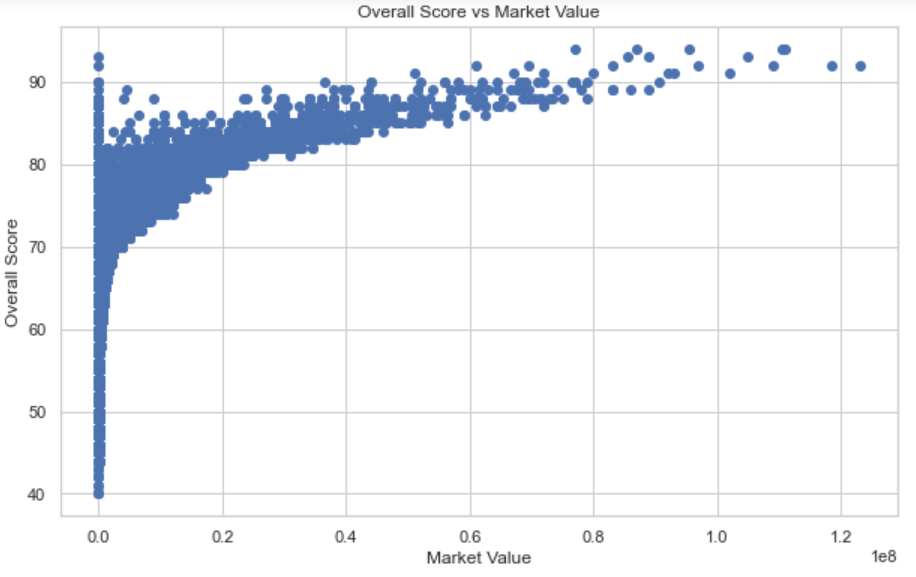 Overall Score vs Market Value
Overall Score
90
80
70
60
50
40
0.0 0.2 0.4 0.6 0.8 1.0 1.2
1e8
Market Value